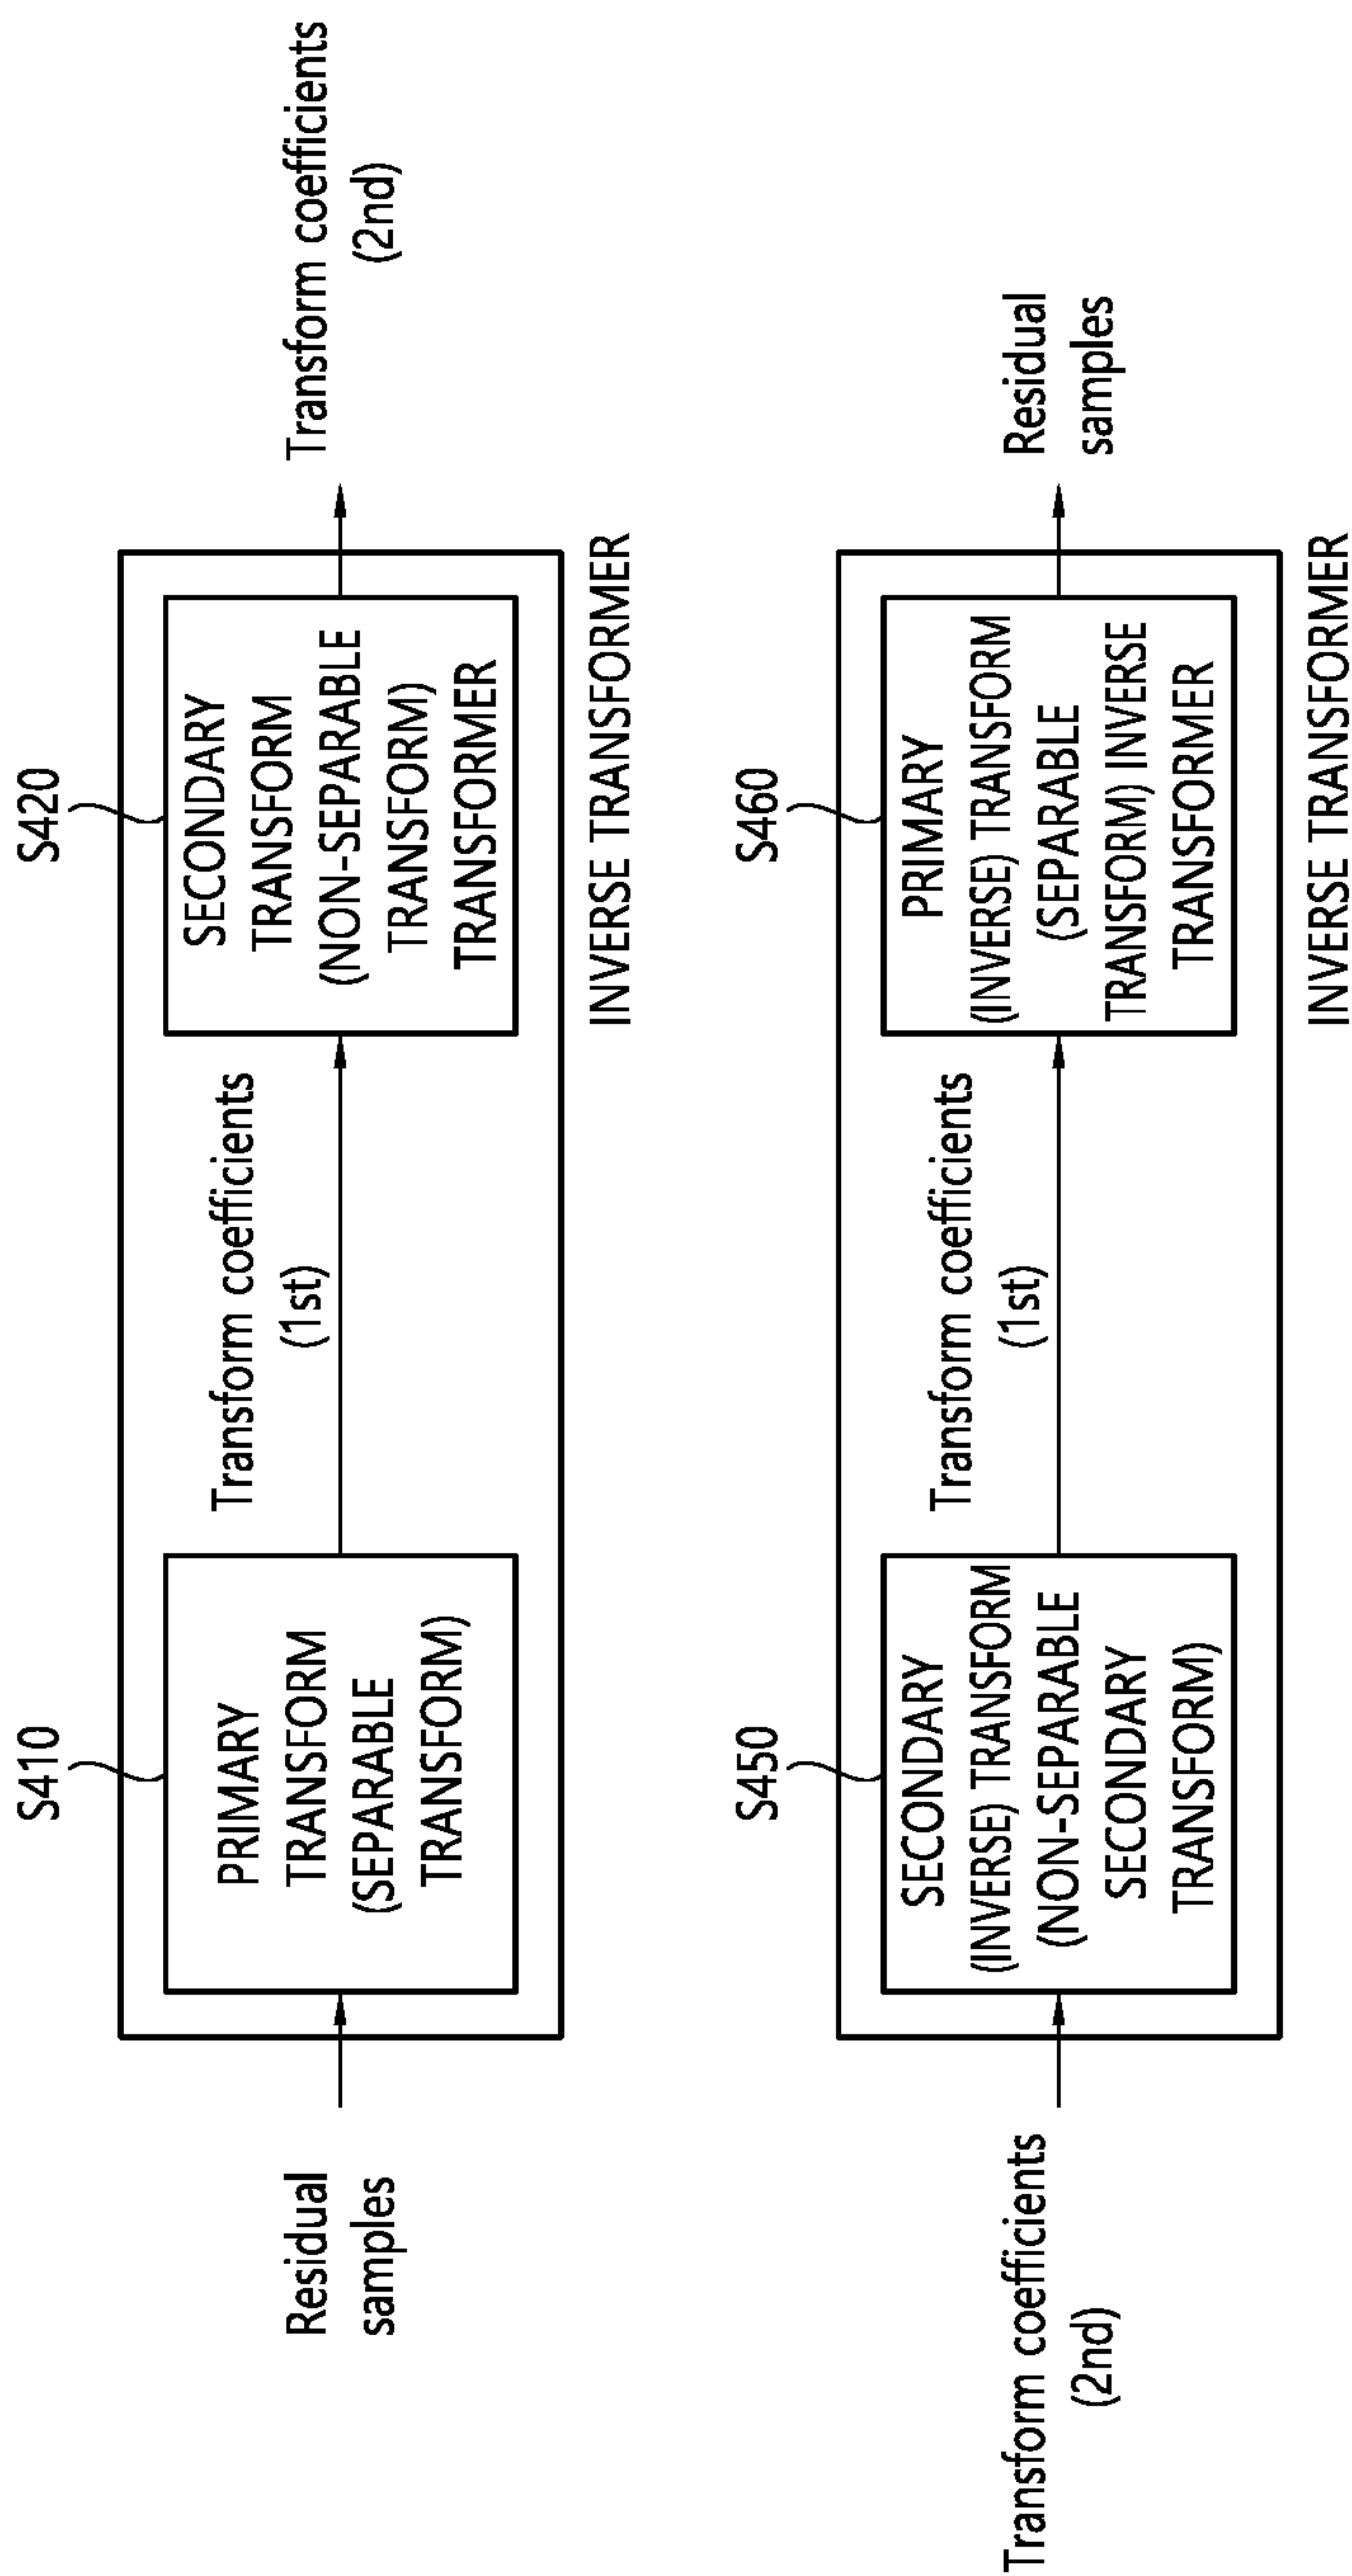 S410
S420
Residual
samples
PRIMARY
TRANSFORM
(SEPARABLE
TRANSFORM)
Transform coefficients
(1st)
SECONDARY
TRANSFORM
(NON-SEPARABLE
TRANSFORM)
TRANSFORMER
Transform coefficients
(2nd)
INVERSE TRANSFORMER
S450
S460
Transform coefficients
(2nd)
SECONDARY
(INVERSE) TRANSFORM
(NON-SEPARABLE
SECONDARY
TRANSFORM)
Transform coefficients
(1st)
PRIMARY
(INVERSE) TRANSFORM
(SEPARABLE
TRANSFORM) INVERSE
TRANSFORMER
Residual
samples
INVERSE TRANSFORMER